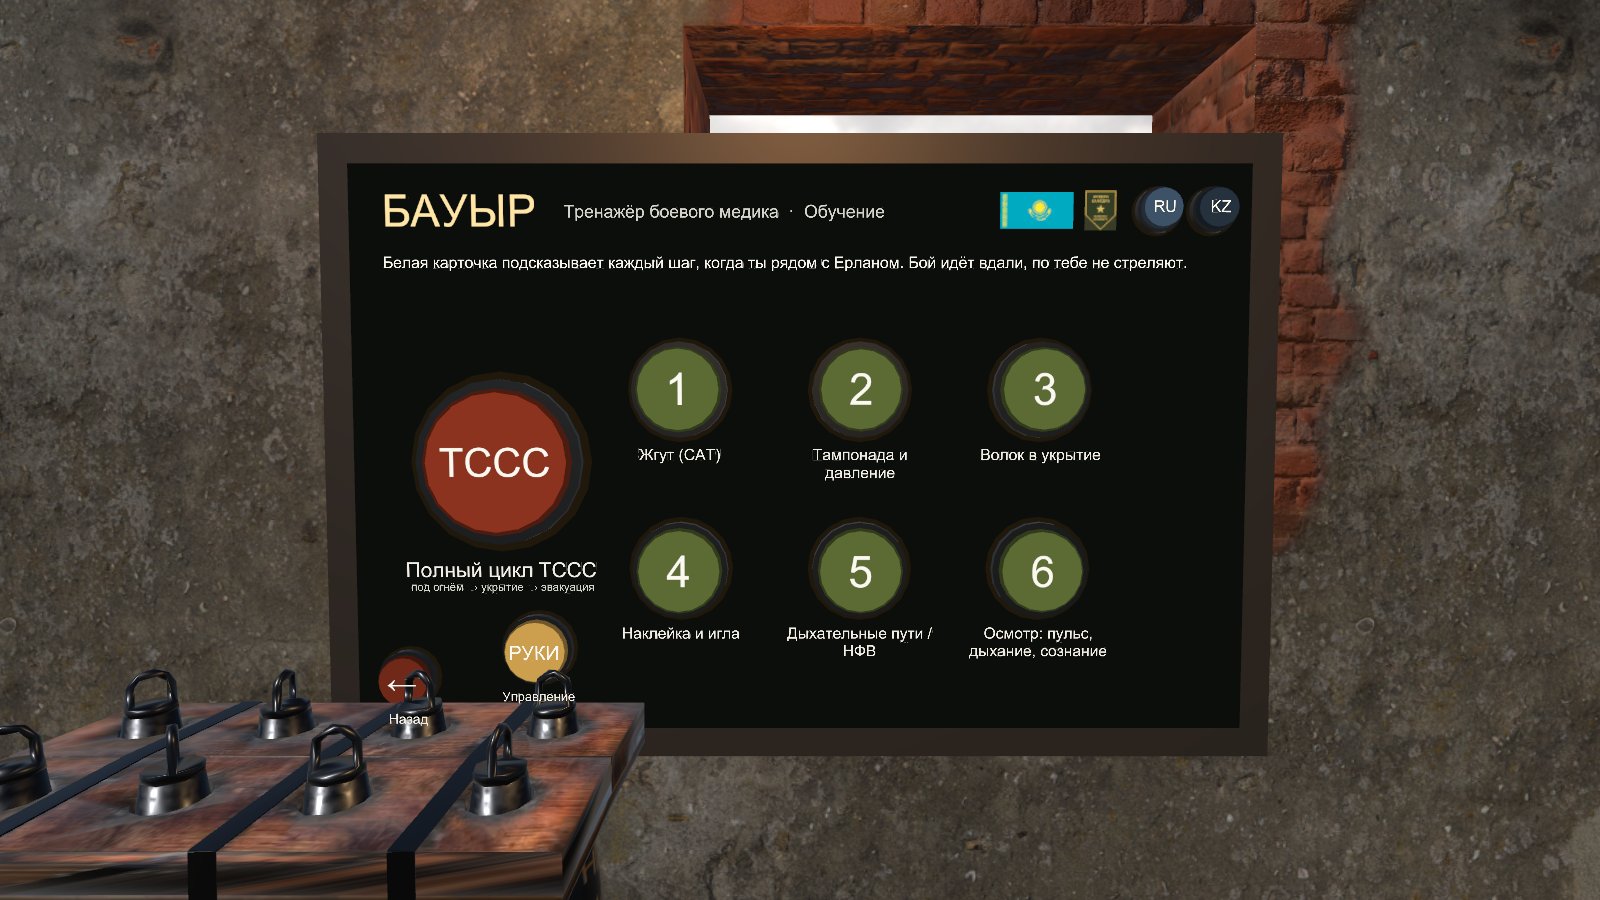 БАУЫР
Тренажёр боевого медика · Обучение
RU
KZ
Белая карточка подсказывает каждый шаг, когда ты рядом с Ерланом. Бой идёт вдали, по тебе не стреляют.
1
2
3
Жгут (CAT)
Тампонада и
давление
Волок в укрытие
ТССС
Полный цикл ТССС
под огнём -> укрытие -> эвакуация
4
5
6
Наклейка и игла
Дыхательные пути /
НФВ
Осмотр: пульс,
дыхание, сознание
РУКИ
Управление
←
Назад